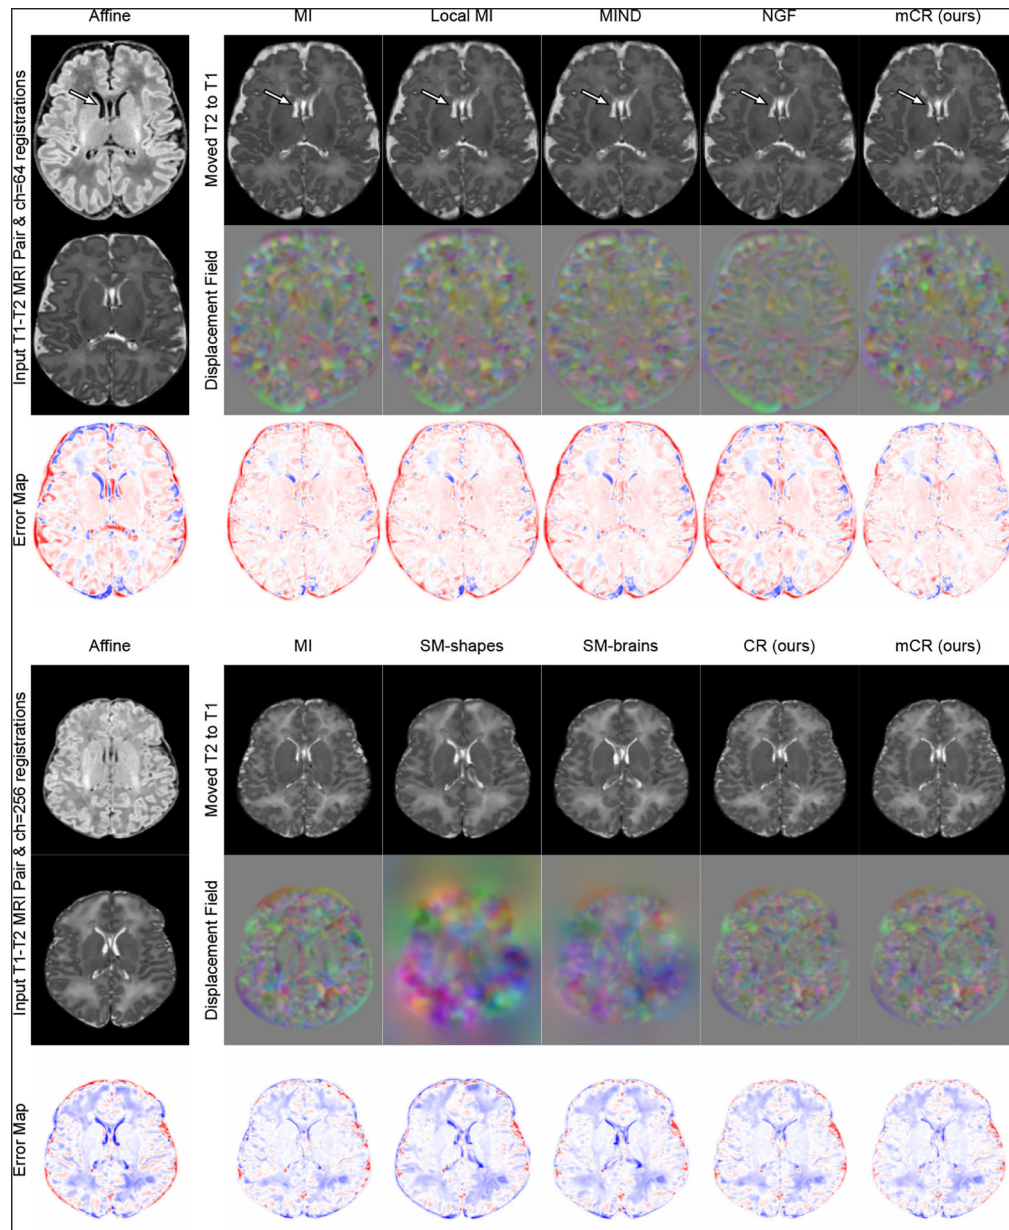 Affine MI Local MI MIND NGF mCR (ours)
Input T1-T2 MRI Pair & ch=64 registrations
Moved T2 to T1
Displacement Field
Error Map
Affine MI SM-shapes SM-brains CR (ours) mCR (ours)
Input T1-T2 MRI Pair & ch=256 registrations
Moved T2 to T1
Displacement Field
Error Map